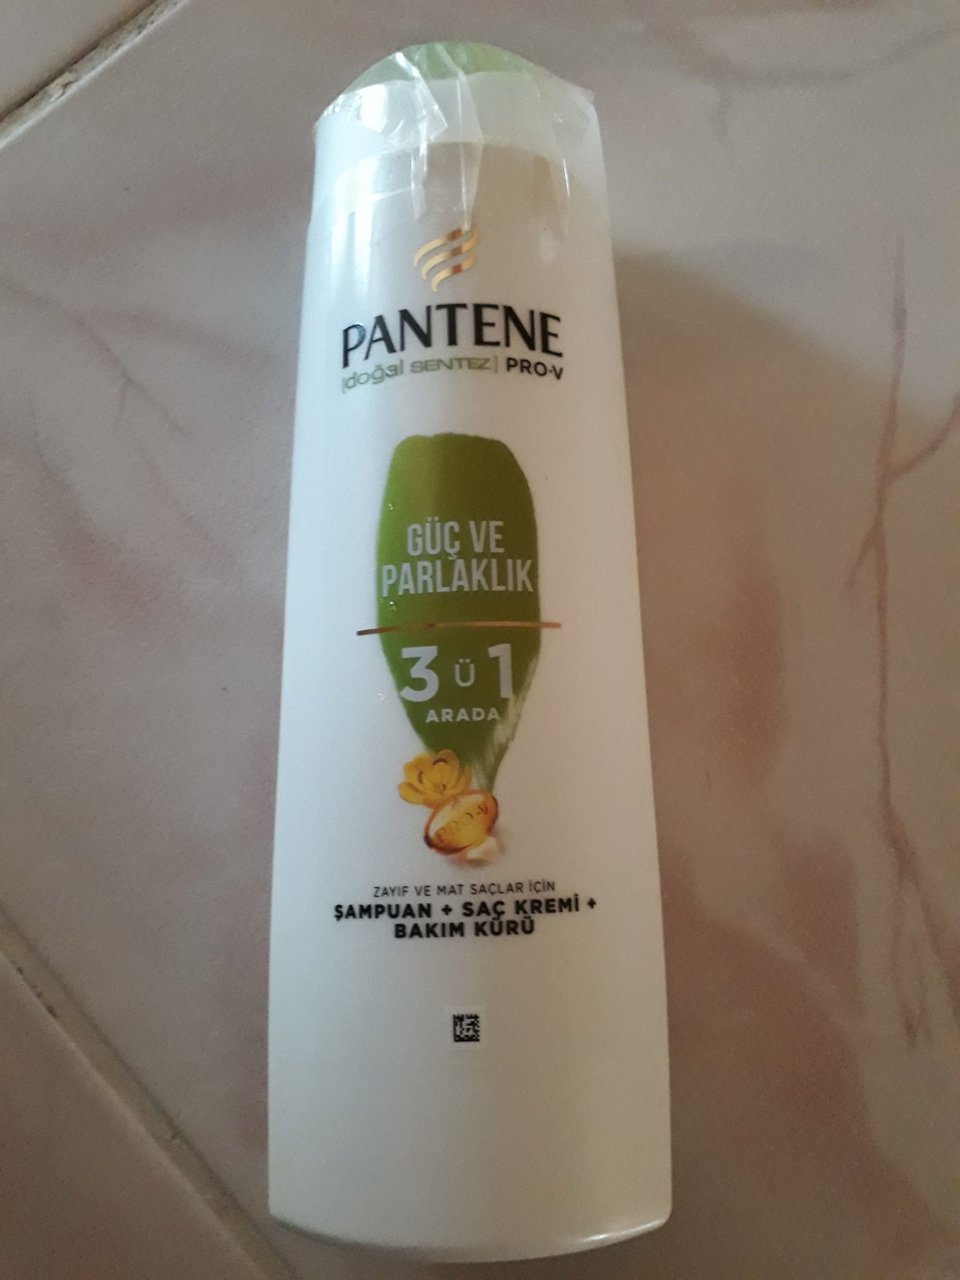 PANTENE
[doğal SENTEZ] PRO-V
GÜÇ VE
PARLAKLIK
3 Ü 1
ARADA
PRO-V
ZAYIF VE MAT SAÇLAR İÇİN
ŞAMPUAN + SAÇ KREMİ +
BAKIM KÜRÜ